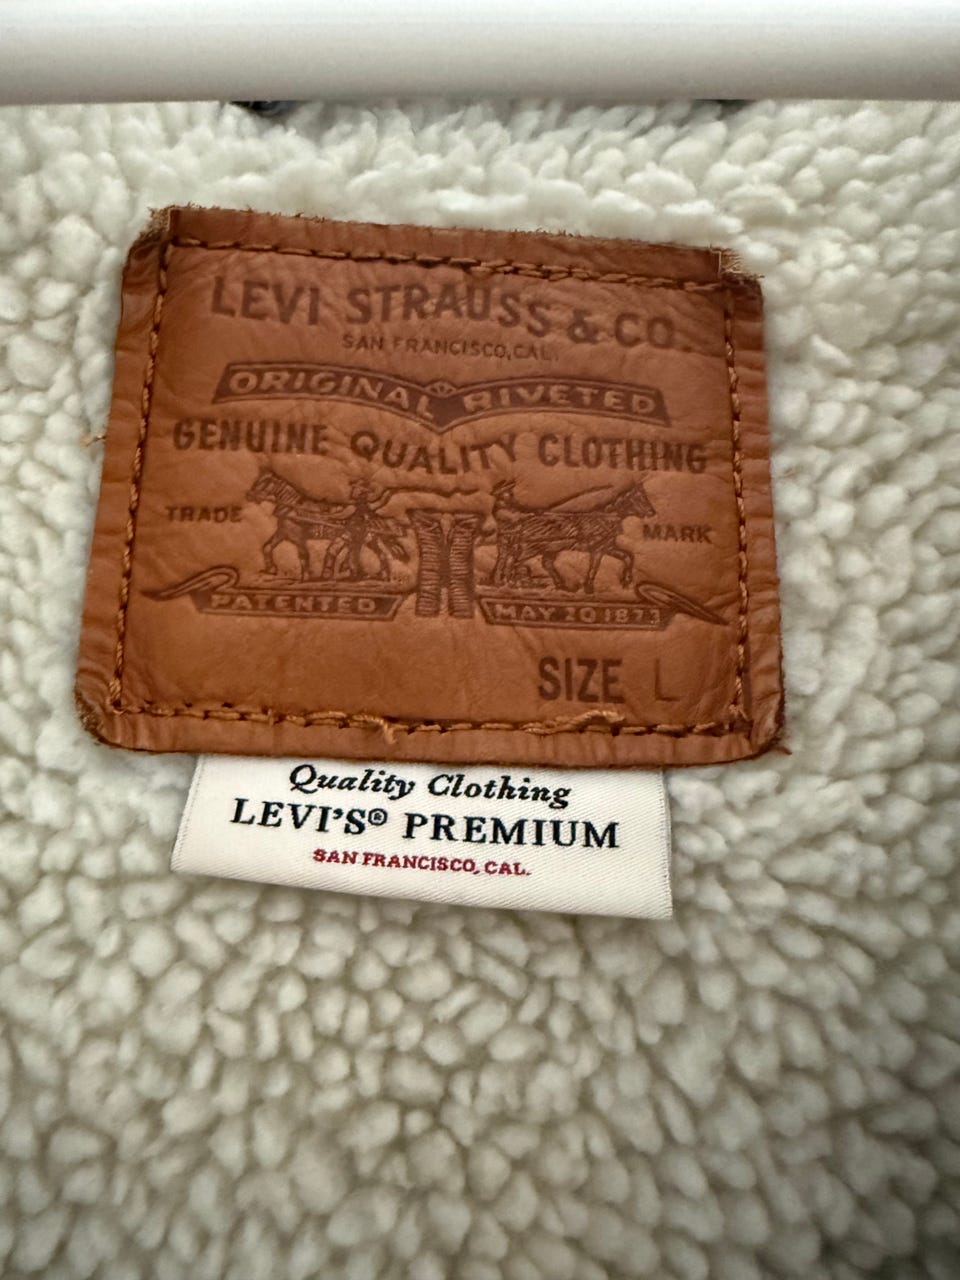 LEVI STRAUSS & CO.
SAN FRANCISCO, CAL.
ORIGINAL RIVETED
GENUINE QUALITY CLOTHING
TRADE MARK
PATENTED MAY 20 1873
SIZE L
Quality Clothing
LEVI'S® PREMIUM
SAN FRANCISCO, CAL.